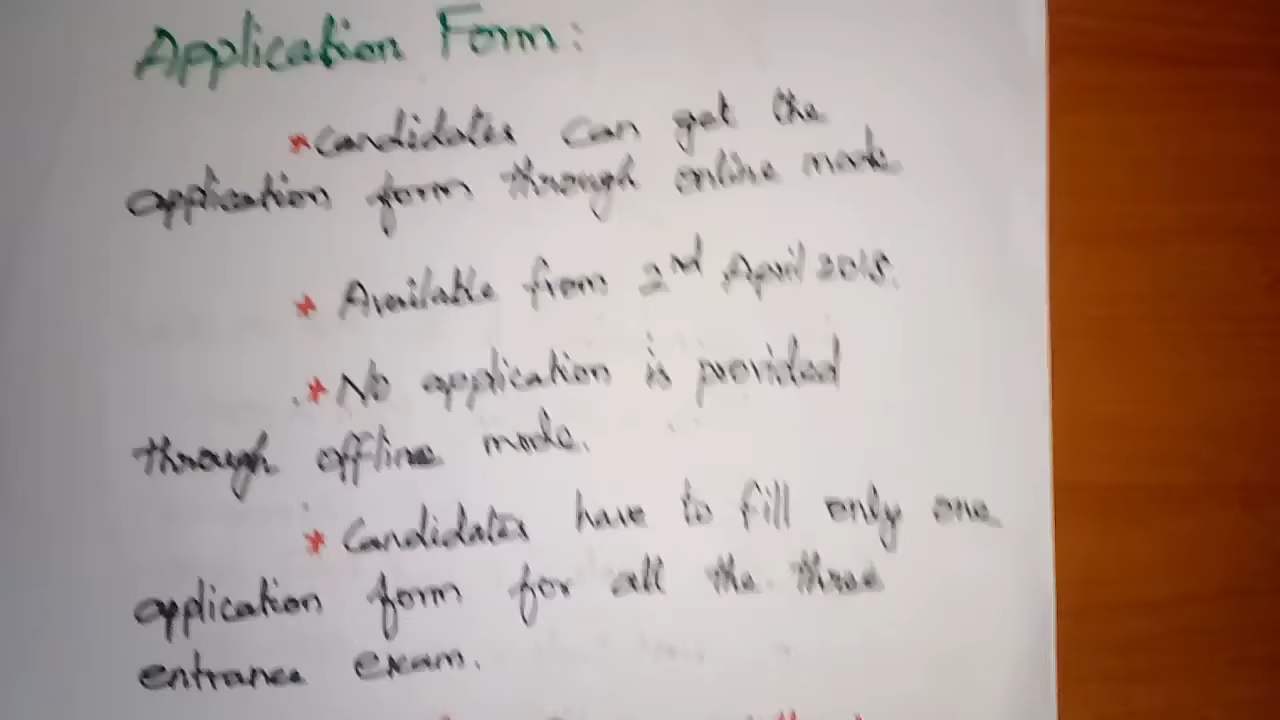 Application Form:
*Candidates can get the
application form through online mode
* Available from 2nd April 2018.
* No application is provided
through offline mode.
* Candidates have to fill only one
application form for all the three
entrance exam.